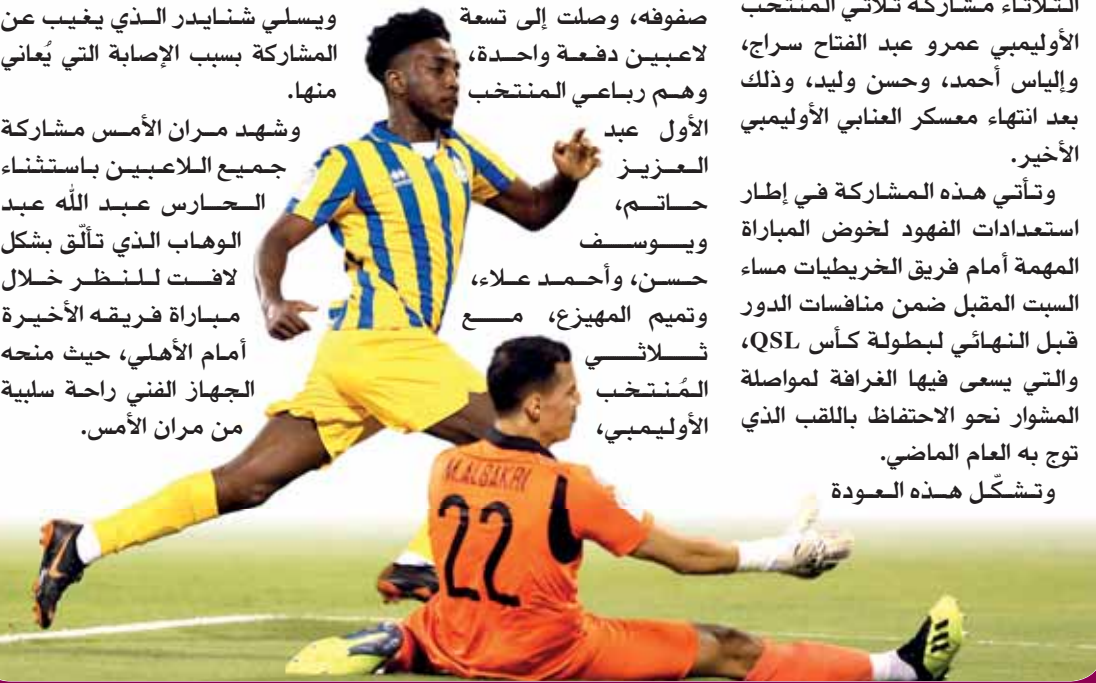 الثلاثاء مشاركة ثلاثي المنتخب
الأوليمبي عمرو عبد الفتاح سراج،
وإلياس أحمد، وحسن وليد، وذلك
بعد انتهاء معسكر العنابي الأوليمبي
الأخير.
وتأتي هذه المشاركة في إطار
استعدادات الفهود لخوض المباراة
المهمة أمام فريق الخريطيات مساء
السبت المقبل ضمن منافسات الدور
قبل النهائي لبطولة كأس QSL،
والتي يسعى فيها الغرافة لمواصلة
المشوار نحو الاحتفاظ باللقب الذي
توج به العام الماضي.
وتشكّل هذه العودة
صفوفه، وصلت إلى تسعة
لاعبين دفعة واحدة،
وهم رباعي المنتخب
الأول عبد
العزيز
حاتم،
ويوسف
حسن، وأحمد علاء،
وتميم المهيزع، مع
ثلاثي
المُنتخب
الأوليمبي،
ويسلي شنايدر الذي يغيب عن
المشاركة بسبب الإصابة التي يُعاني
منها.
وشهد مران الأمس مشاركة
جميع اللاعبين باستثناء
الحارس عبد الله عبد
الوهاب الذي تألّق بشكل
لافت للنظر خلال
مباراة فريقه الأخيرة
أمام الأهلي، حيث منحه
الجهاز الفني راحة سلبية
من مران الأمس.
M.ALBAKRI
22